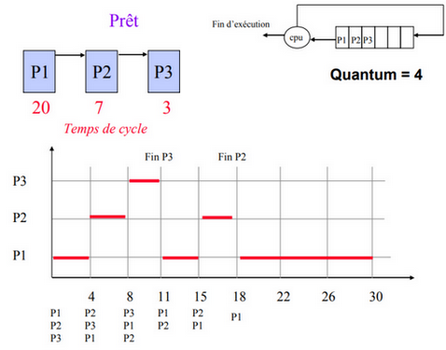 Prêt
Fin d'exécution
cpu
P1 P2 P3
P1 P2 P3
Quantum = 4
20 7 3
Temps de cycle
Fin P3 Fin P2
P3
P2
P1
4 8 11 15 18 22 26 30
P1 P2 P3 P1 P2 P1
P2 P3 P1 P2 P1
P3 P1 P2